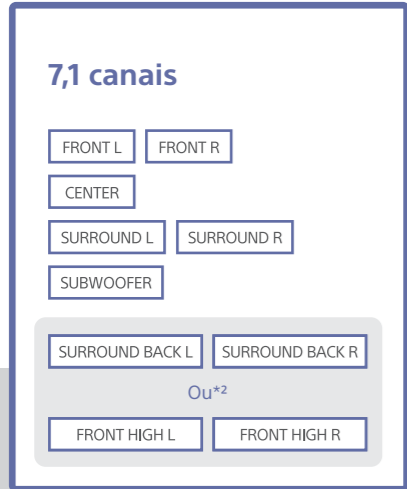 7,1 canais
FRONT L FRONT R
CENTER
SURROUND L SURROUND R
SUBWOOFER
SURROUND BACK L SURROUND BACK R
Ou*²
FRONT HIGH L FRONT HIGH R